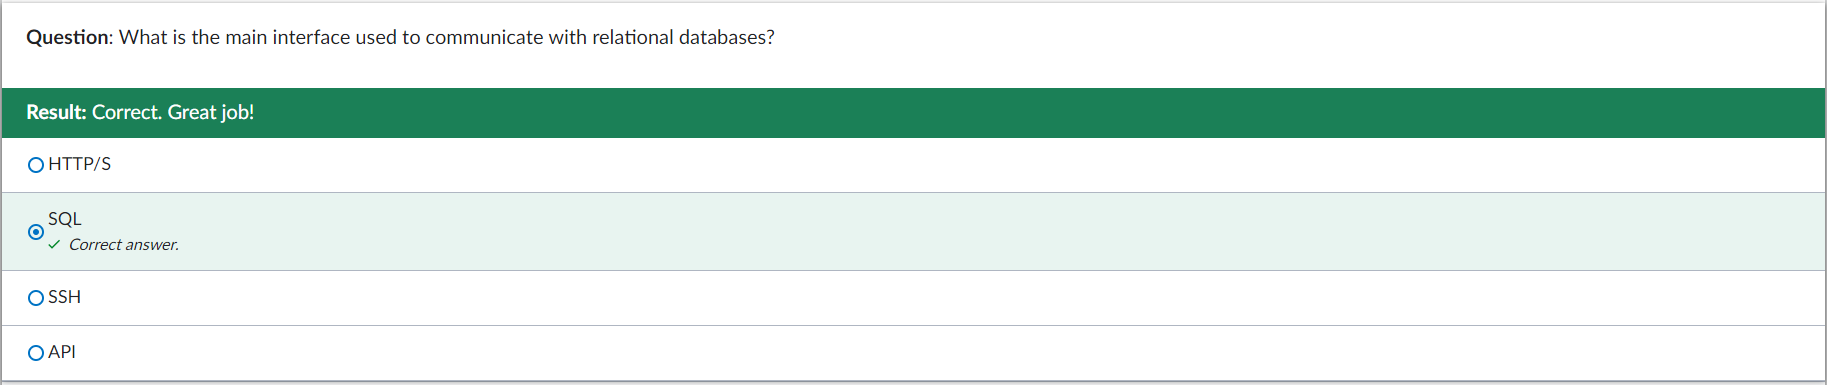 Question: What is the main interface used to communicate with relational databases?
Result: Correct. Great job!
HTTP/S
SQL
Correct answer.
SSH
API